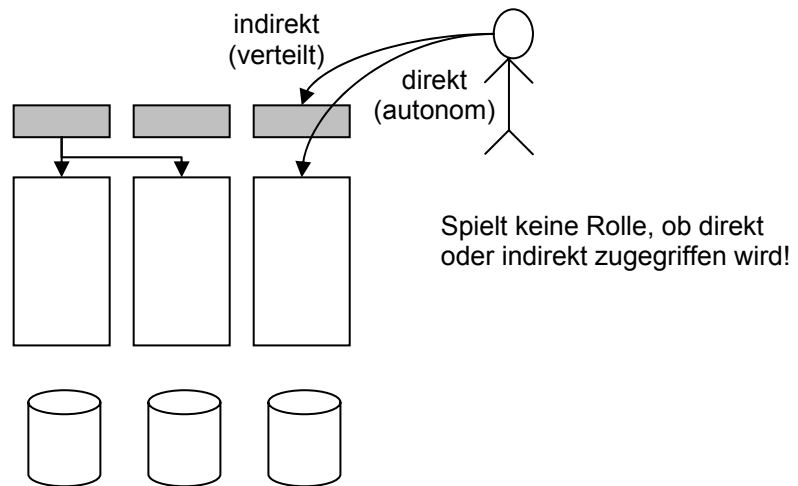 indirekt
(verteilt)
direkt
(autonom)
Spielt keine Rolle, ob direkt
oder indirekt zugegriffen wird!